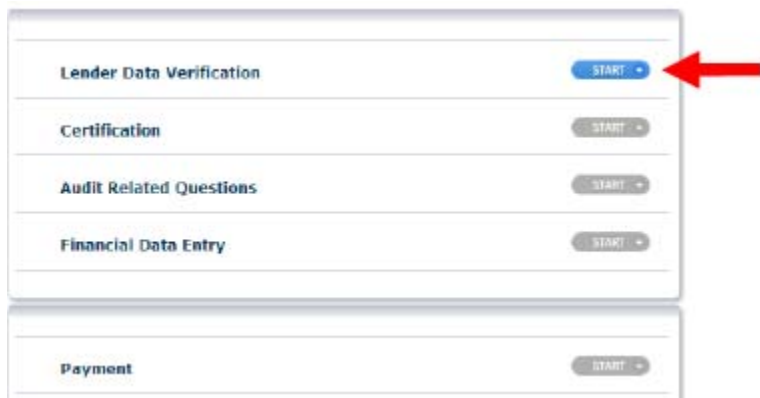 Lender Data Verification START
Certification START
Audit Related Questions START
Financial Data Entry START
Payment START